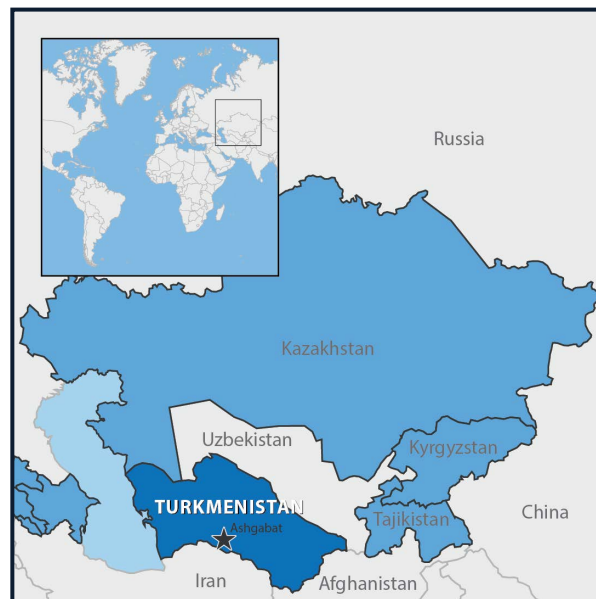 Russia
Kazakhstan
Uzbekistan
Kyrgyzstan
TURKMENISTAN
Ashgabat
Tajikistan
China
Iran
Afghanistan